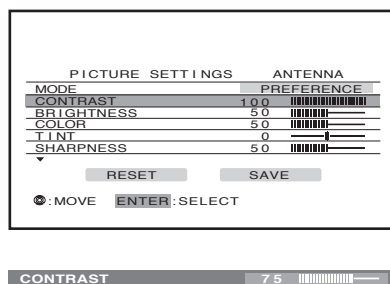 PICTURE SETTINGS ANTENNA
MODE PREFERENCE
CONTRAST 100
BRIGHTNESS 50
COLOR 50
TINT 0
SHARPNESS 50
RESET SAVE
:MOVE ENTER:SELECT
CONTRAST 75